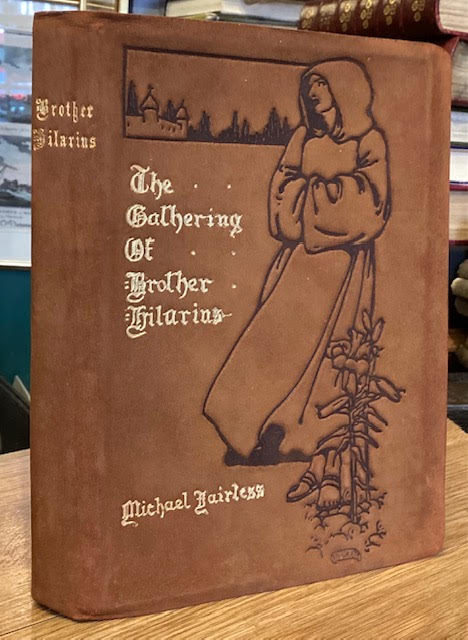 Brother
Hilarius
The . .
Gathering
Of . .
Brother .
Hilarius
Michael Fairless